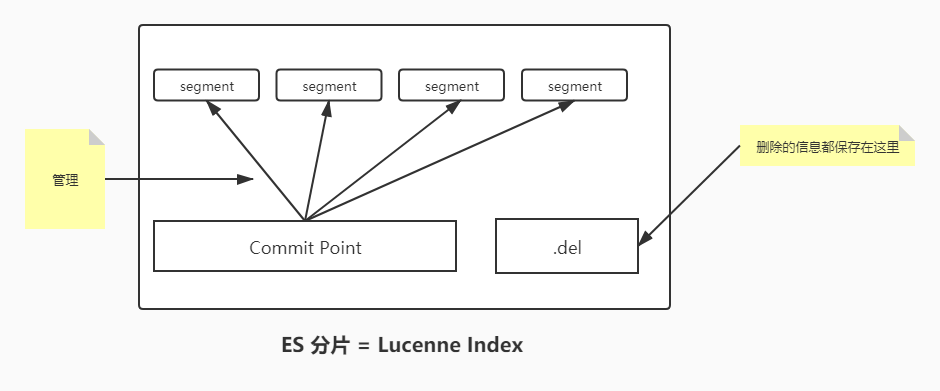 segment
segment
segment
segment
管理
删除的信息都保存在这里
Commit Point
.del
ES 分片 = Lucenne Index